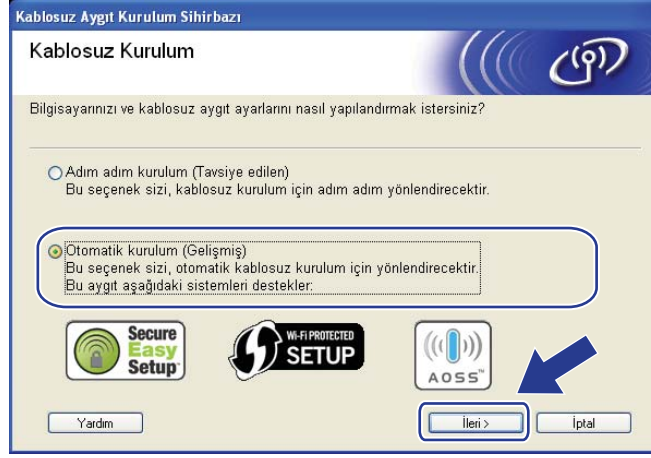 Kablosuz Aygıt Kurulum Sihirbazı
Kablosuz Kurulum
Bilgisayarınızı ve kablosuz aygıt ayarlarını nasıl yapılandırmak istersiniz?
Adım adım kurulum (Tavsiye edilen)
Bu seçenek sizi, kablosuz kurulum için adım adım yönlendirecektir.
Otomatik kurulum (Gelişmiş)
Bu seçenek sizi, otomatik kablosuz kurulum için yönlendirecektir.
Bu aygıt aşağıdaki sistemleri destekler:
Secure
Easy
Setup
Wi-Fi PROTECTED
SETUP
AOSS™
Yardım
İleri >
İptal